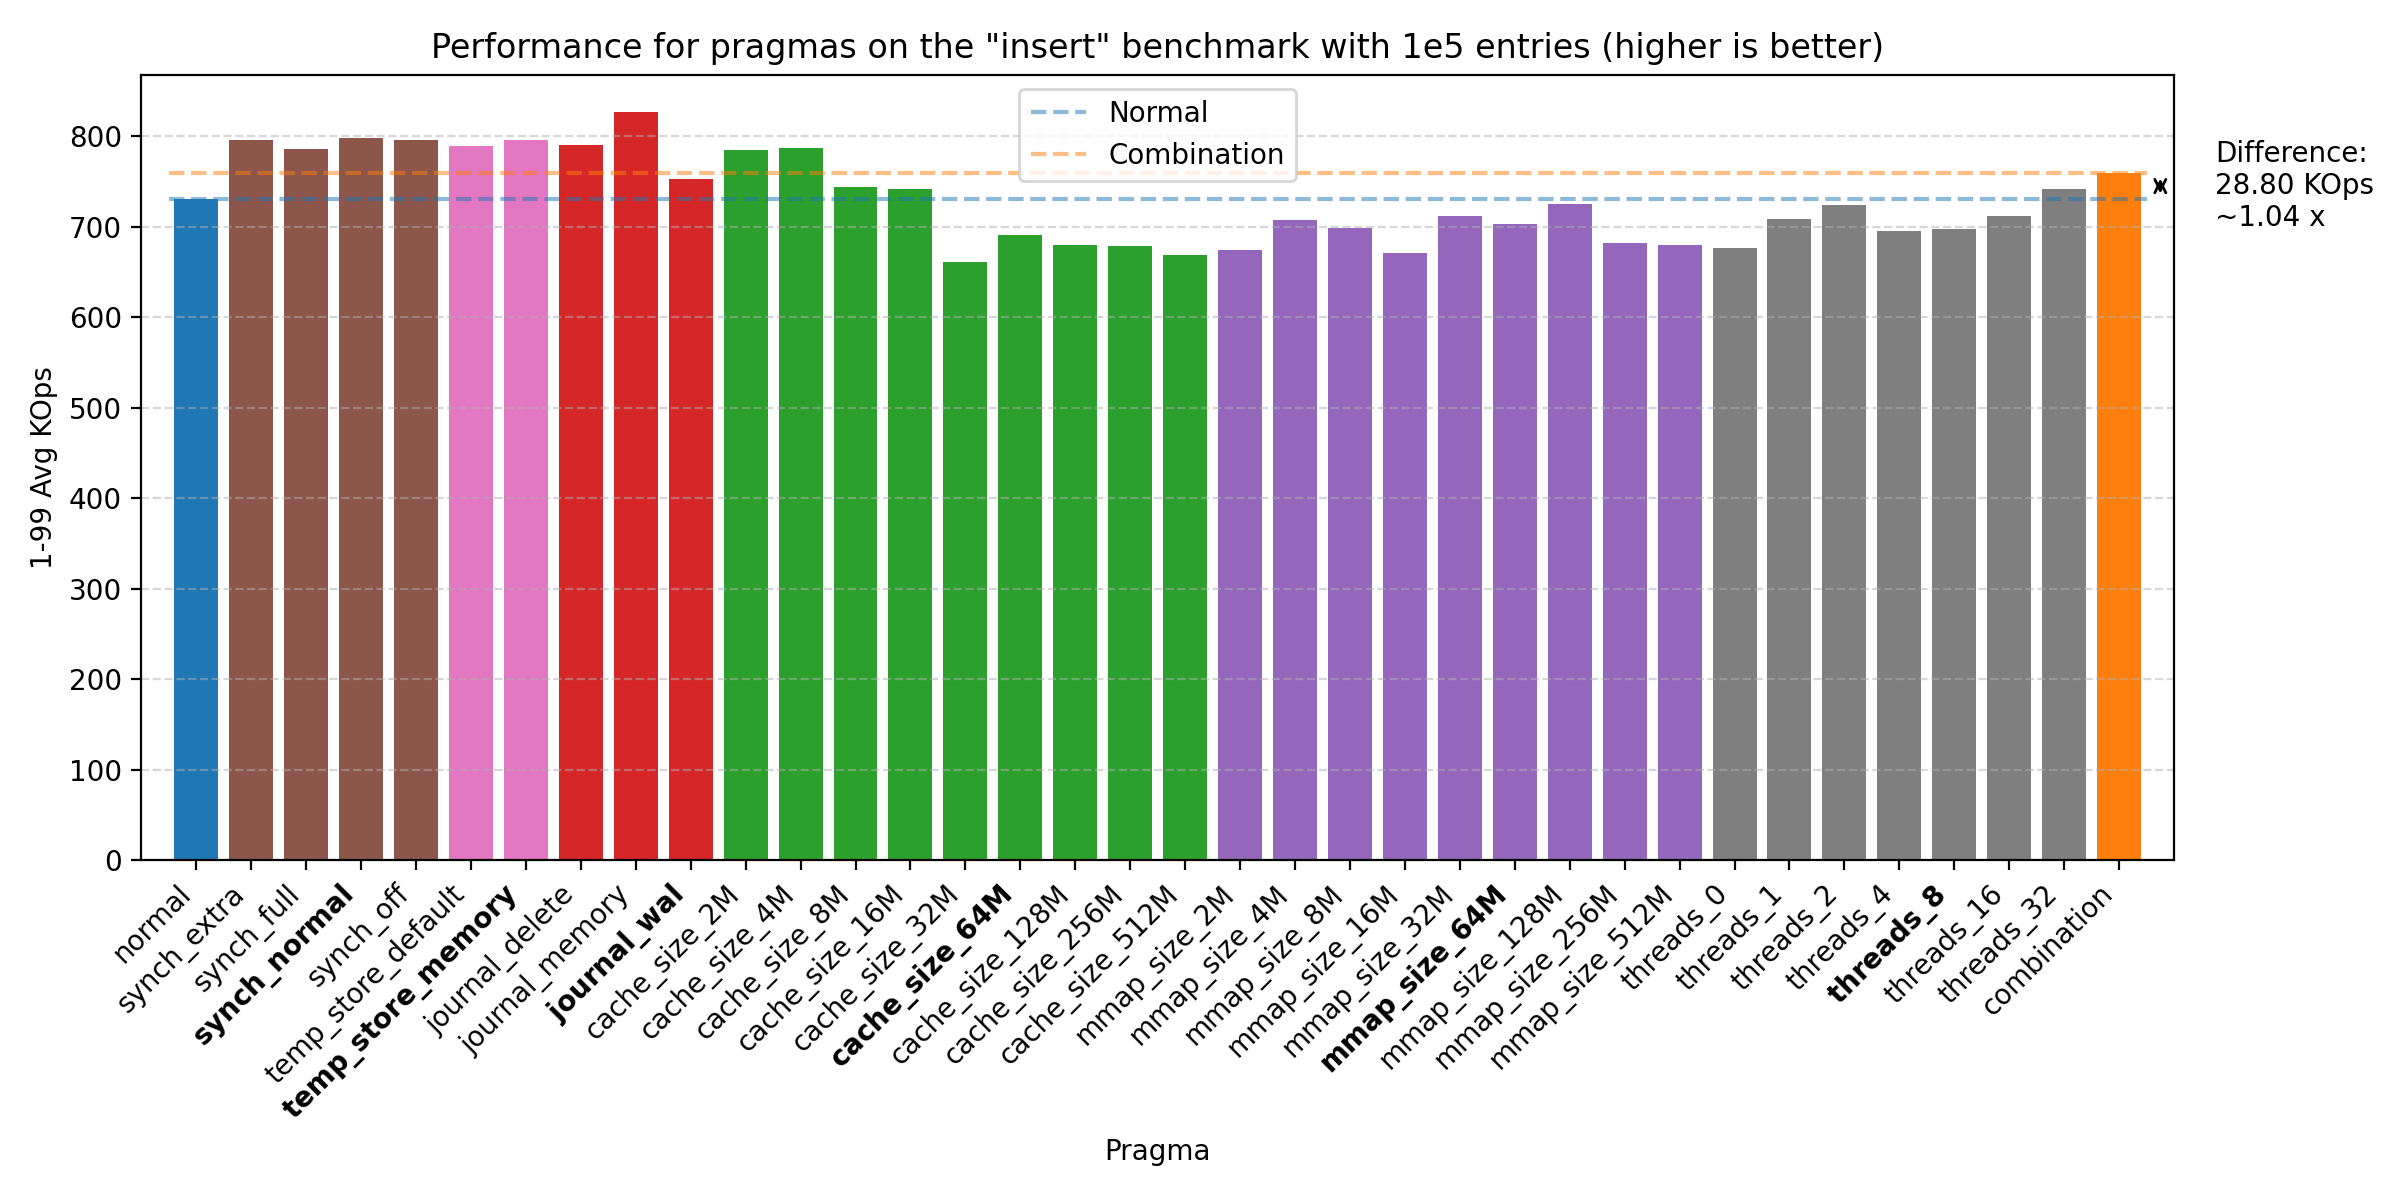 Performance for pragmas on the "insert" benchmark with 1e5 entries (higher is better)
Normal
Combination
Difference:
28.80 KOps
~1.04 x
1-99 Avg KOps
800
700
600
500
400
300
200
100
0
normal
synch_extra
synch_full
synch_normal
synch_off
temp_store_default
temp_store_memory
journal_delete
journal_memory
journal_wal
cache_size_2M
cache_size_4M
cache_size_8M
cache_size_16M
cache_size_32M
cache_size_64M
cache_size_128M
cache_size_256M
cache_size_512M
mmap_size_2M
mmap_size_4M
mmap_size_8M
mmap_size_16M
mmap_size_32M
mmap_size_64M
mmap_size_128M
mmap_size_256M
mmap_size_512M
threads_0
threads_1
threads_2
threads_4
threads_8
threads_16
threads_32
combination
Pragma